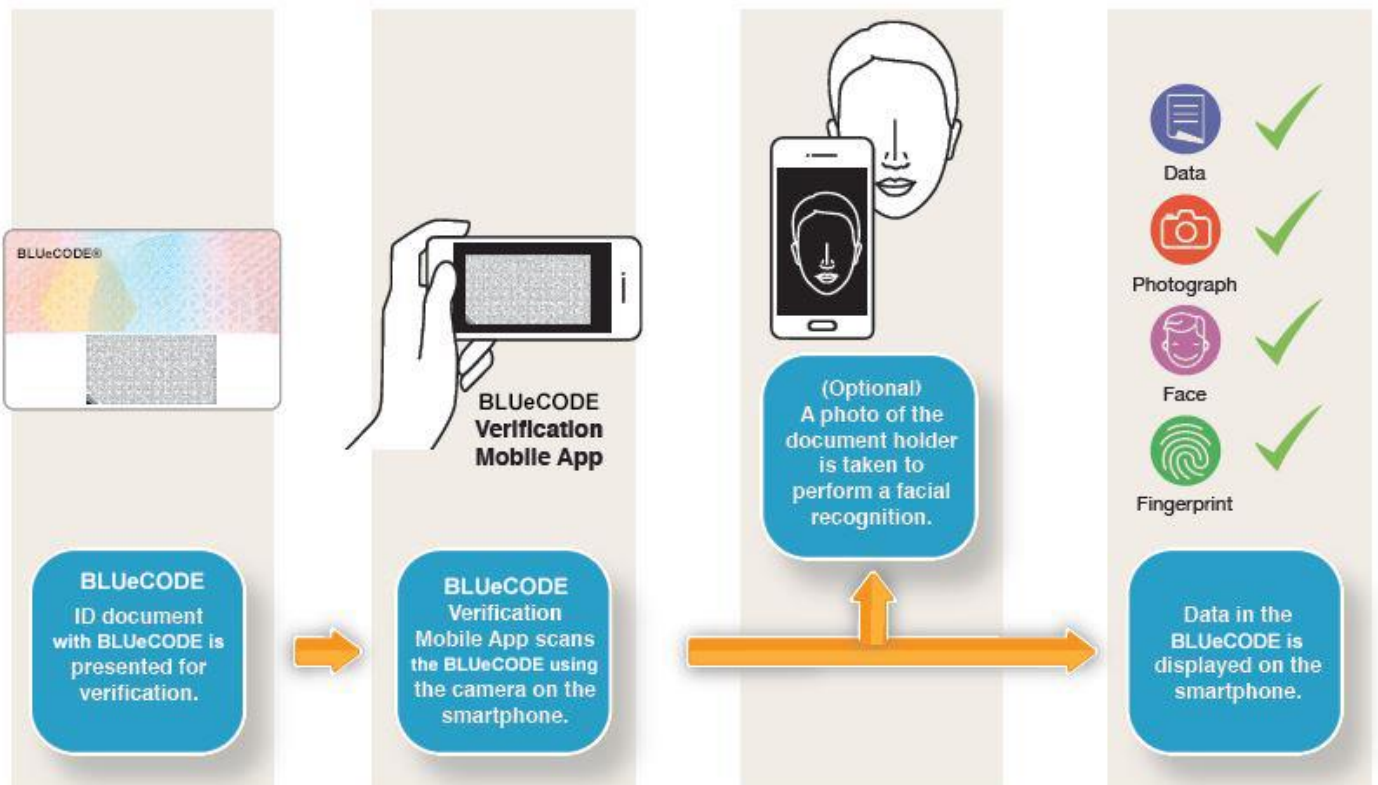 BLUeCODE®
BLUeCODE
ID document
with BLUeCODE is
presented for
verification.
BLUeCODE
Verification
Mobile App
BLUeCODE
Verification
Mobile App scans
the BLUeCODE using
the camera on the
smartphone.
(Optional)
A photo of the
document holder
is taken to
perform a facial
recognition.
Data
Photograph
Face
Fingerprint
Data in the
BLUeCODE is
displayed on the
smartphone.